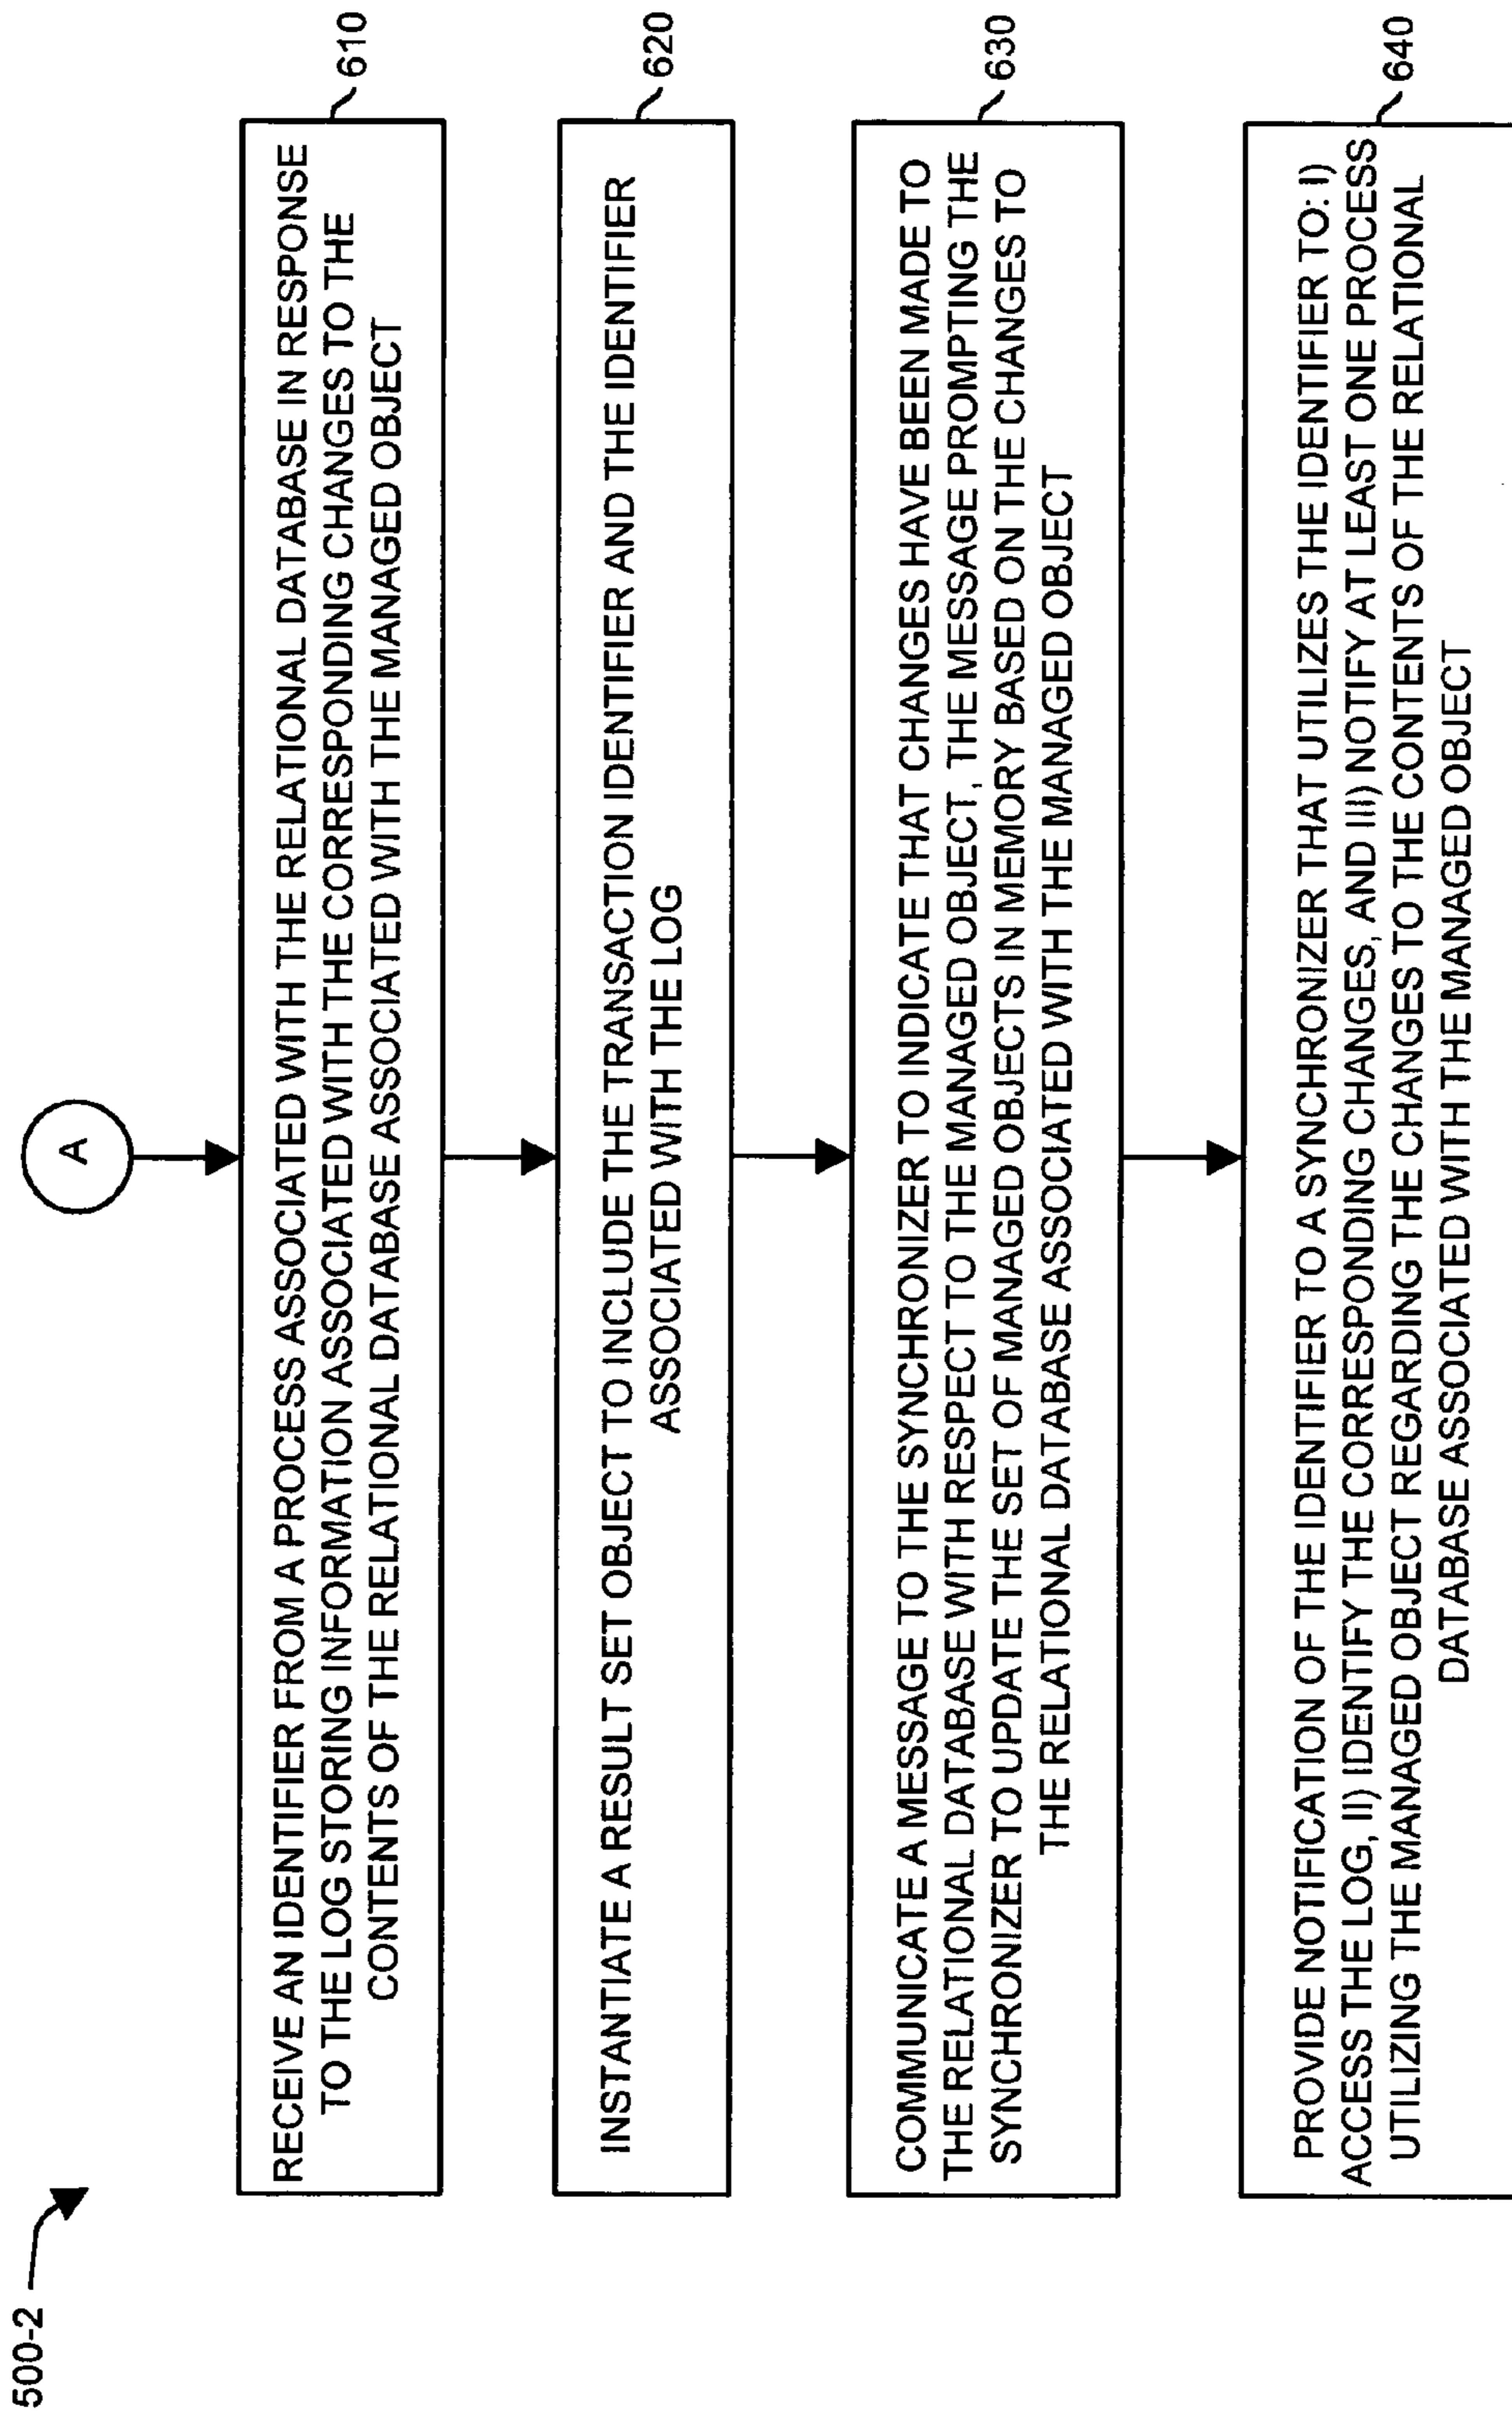 500-2
A
RECEIVE AN IDENTIFIER FROM A PROCESS ASSOCIATED WITH THE RELATIONAL DATABASE IN RESPONSE
TO THE LOG STORING INFORMATION ASSOCIATED WITH THE CORRESPONDING CHANGES TO THE
CONTENTS OF THE RELATIONAL DATABASE ASSOCIATED WITH THE MANAGED OBJECT
610
INSTANTIATE A RESULT SET OBJECT TO INCLUDE THE TRANSACTION IDENTIFIER AND THE IDENTIFIER
ASSOCIATED WITH THE LOG
620
COMMUNICATE A MESSAGE TO THE SYNCHRONIZER TO INDICATE THAT CHANGES HAVE BEEN MADE TO
THE RELATIONAL DATABASE WITH RESPECT TO THE MANAGED OBJECT, THE MESSAGE PROMPTING THE
SYNCHRONIZER TO UPDATE THE SET OF MANAGED OBJECTS IN MEMORY BASED ON THE CHANGES TO
THE RELATIONAL DATABASE ASSOCIATED WITH THE MANAGED OBJECT
630
PROVIDE NOTIFICATION OF THE IDENTIFIER TO A SYNCHRONIZER THAT UTILIZES THE IDENTIFIER TO: I)
ACCESS THE LOG, II) IDENTIFY THE CORRESPONDING CHANGES, AND III) NOTIFY AT LEAST ONE PROCESS
UTILIZING THE MANAGED OBJECT REGARDING THE CHANGES TO THE CONTENTS OF THE RELATIONAL
DATABASE ASSOCIATED WITH THE MANAGED OBJECT
640